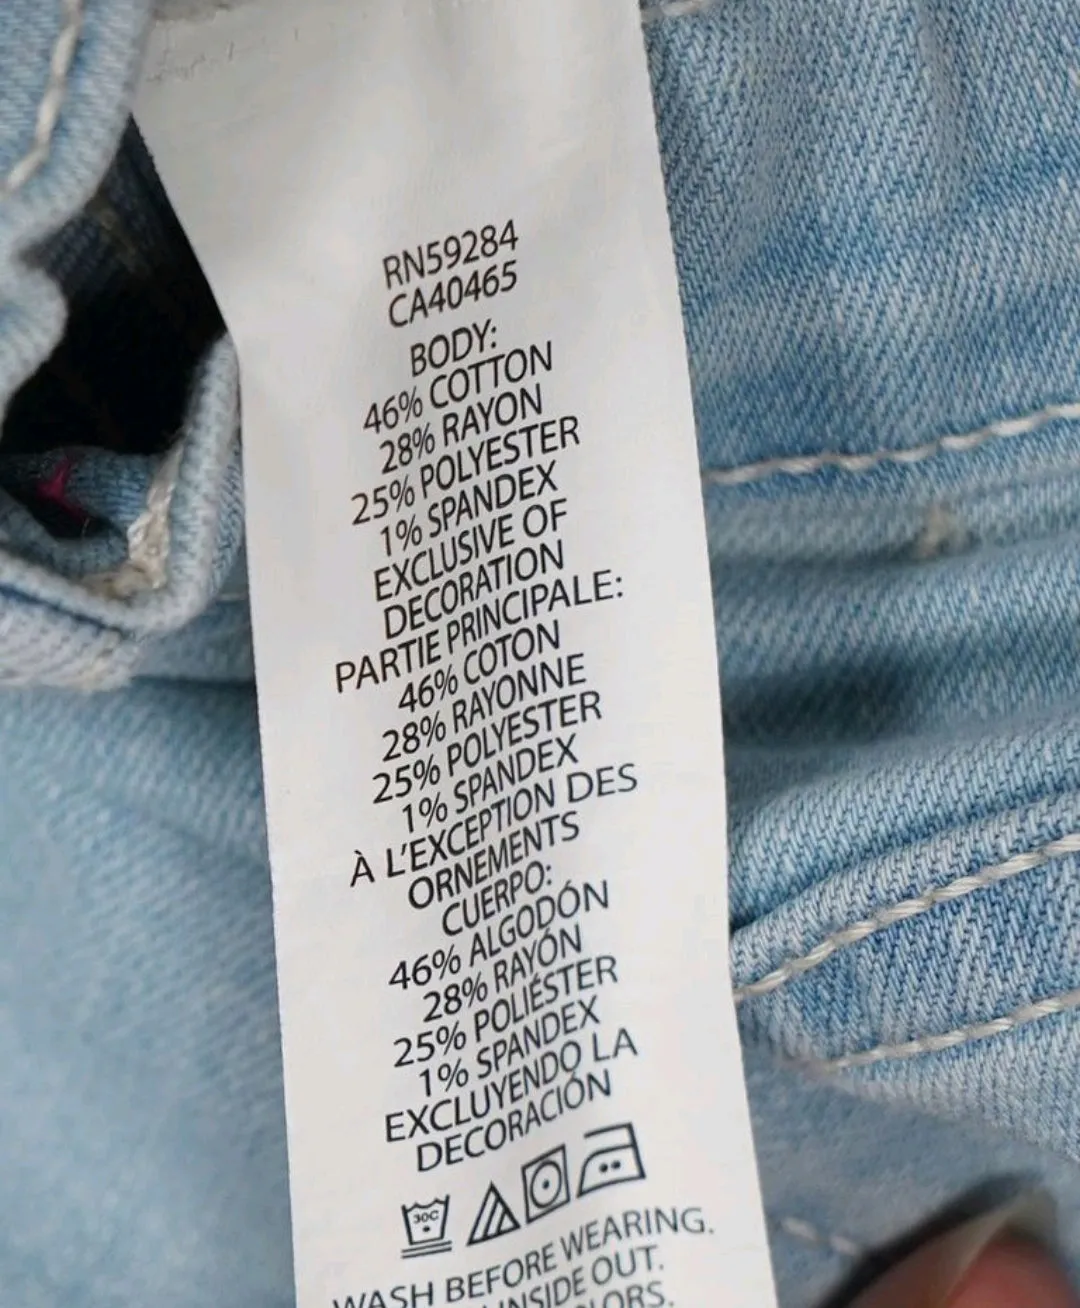 RN59284
CA40465
BODY:
46% COTTON
28% RAYON
25% POLYESTER
1% SPANDEX
EXCLUSIVE OF
DECORATION
PARTIE PRINCIPALE:
46% COTON
28% RAYONNE
25% POLYESTER
1% SPANDEX
À L'EXCEPTION DES
ORNEMENTS
CUERPO:
46% ALGODÓN
28% RAYÓN
25% POLIÉSTER
1% SPANDEX
EXCLUYENDO LA
DECORACIÓN
30C
WASH BEFORE WEARING.
INSIDE OUT.